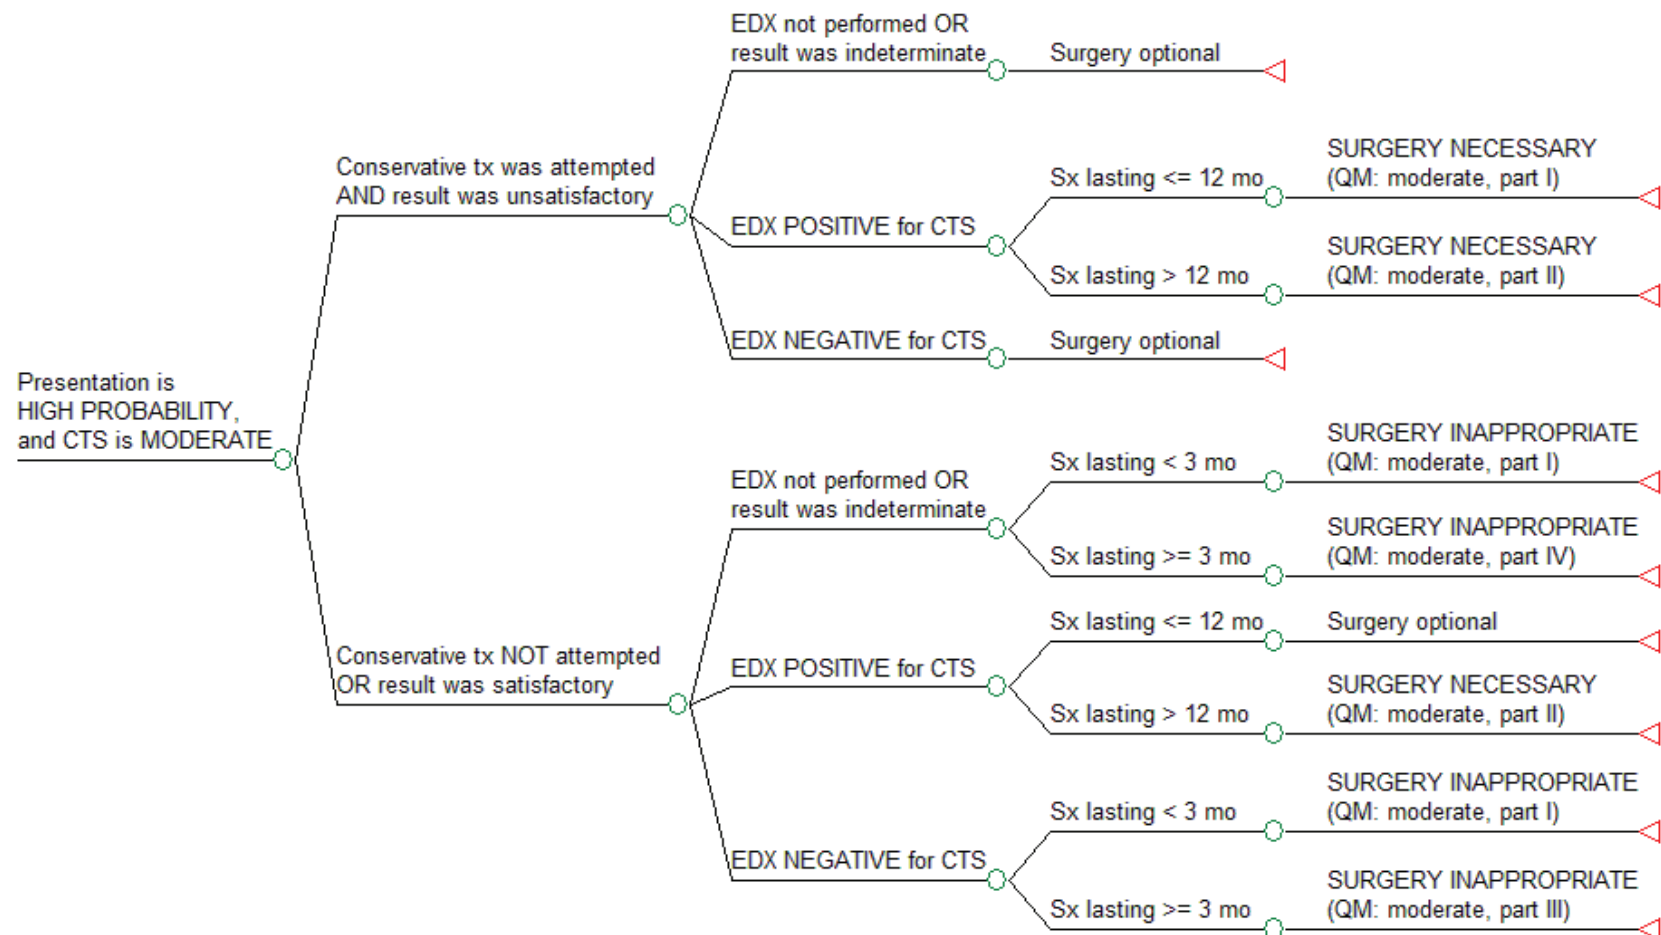 Presentation is
HIGH PROBABILITY,
and CTS is MODERATE
Conservative tx was attempted
AND result was unsatisfactory
EDX not performed OR
result was indeterminate
Surgery optional
EDX POSITIVE for CTS
Sx lasting <= 12 mo
SURGERY NECESSARY
(QM: moderate, part I)
Sx lasting > 12 mo
SURGERY NECESSARY
(QM: moderate, part II)
EDX NEGATIVE for CTS
Surgery optional
Conservative tx NOT attempted
OR result was satisfactory
EDX not performed OR
result was indeterminate
Sx lasting < 3 mo
SURGERY INAPPROPRIATE
(QM: moderate, part I)
Sx lasting >= 3 mo
SURGERY INAPPROPRIATE
(QM: moderate, part IV)
EDX POSITIVE for CTS
Sx lasting <= 12 mo
Surgery optional
Sx lasting > 12 mo
SURGERY NECESSARY
(QM: moderate, part II)
EDX NEGATIVE for CTS
Sx lasting < 3 mo
SURGERY INAPPROPRIATE
(QM: moderate, part I)
Sx lasting >= 3 mo
SURGERY INAPPROPRIATE
(QM: moderate, part III)